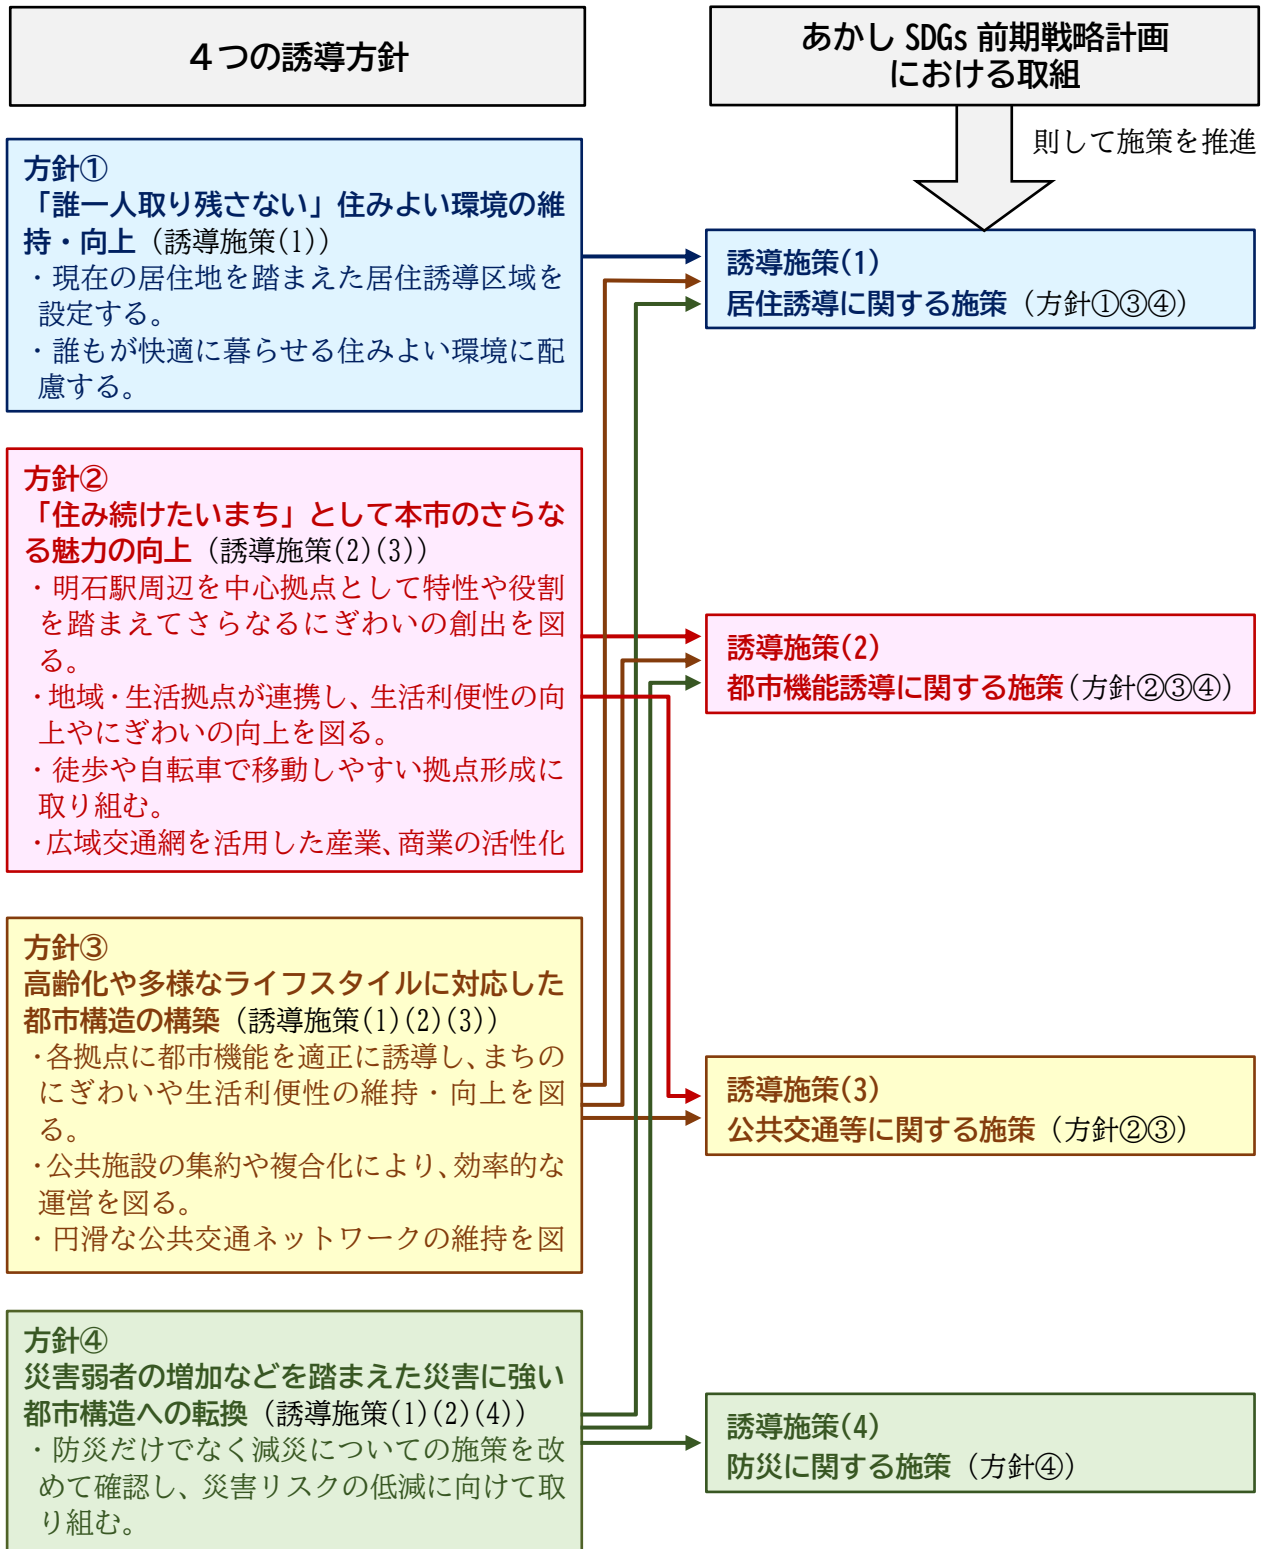 4つの誘導方針
あかし SDGs 前期戦略計画
における取組
則して施策を推進
方針①
「誰一人取り残さない」住みよい環境の維
持・向上（誘導施策(1)）
・現在の居住地を踏まえた居住誘導区域を
設定する。
・誰もが快適に暮らせる住みよい環境に配
慮する。
方針②
「住み続けたいまち」として本市のさらな
る魅力の向上（誘導施策(2)(3)）
・明石駅周辺を中心拠点として特性や役割
を踏まえてさらなるにぎわいの創出を図
る。
・地域・生活拠点が連携し、生活利便性の向
上やにぎわいの向上を図る。
・徒歩や自転車で移動しやすい拠点形成に
取り組む。
・広域交通網を活用した産業、商業の活性化
方針③
高齢化や多様なライフスタイルに対応した
都市構造の構築（誘導施策(1)(2)(3)）
・各拠点に都市機能を適正に誘導し、まちの
にぎわいや生活利便性の維持・向上を図
る。
・公共施設の集約や複合化により、効率的な
運営を図る。
・円滑な公共交通ネットワークの維持を図
方針④
災害弱者の増加などを踏まえた災害に強い
都市構造への転換（誘導施策(1)(2)(4)）
・防災だけでなく減災についての施策を改
めて確認し、災害リスクの低減に向けて取
り組む。
誘導施策(1)
居住誘導に関する施策（方針①③④）
誘導施策(2)
都市機能誘導に関する施策（方針②③④）
誘導施策(3)
公共交通等に関する施策（方針②③）
誘導施策(4)
防災に関する施策（方針④）